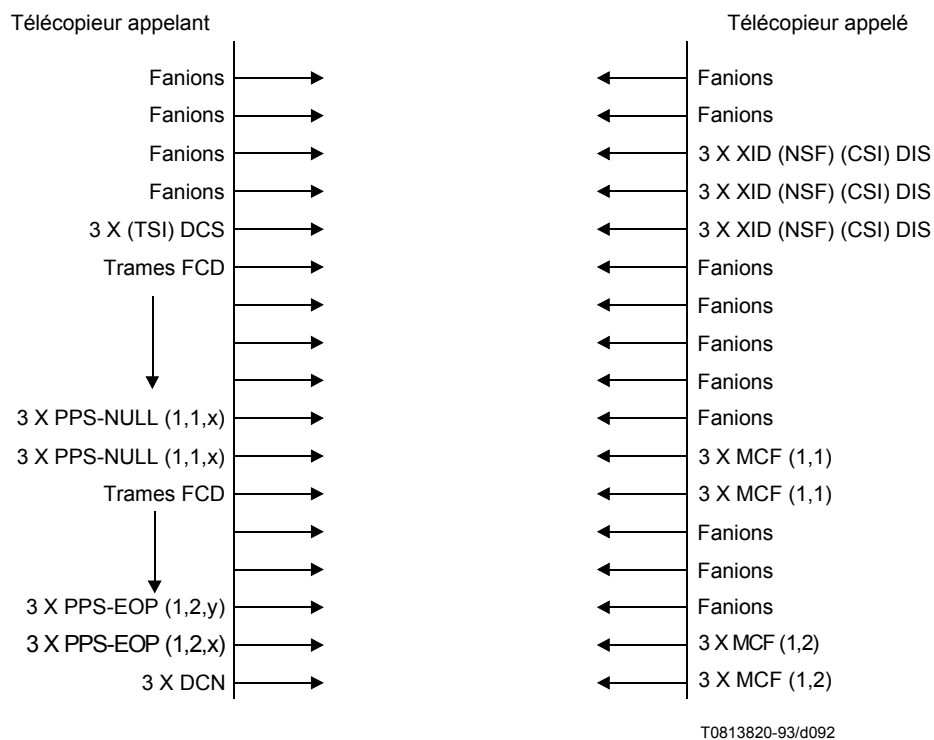 Télécopieur appelant Télécopieur appelé
Fanions Fanions
Fanions Fanions
Fanions 3 X XID (NSF) (CSI) DIS
Fanions 3 X XID (NSF) (CSI) DIS
3 X (TSI) DCS 3 X XID (NSF) (CSI) DIS
Trames FCD Fanions
Fanions
Fanions
Fanions
3 X PPS-NULL (1,1,x) Fanions
3 X PPS-NULL (1,1,x) 3 X MCF (1,1)
Trames FCD 3 X MCF (1,1)
Fanions
Fanions
3 X PPS-EOP (1,2,y) Fanions
3 X PPS-EOP (1,2,x) 3 X MCF (1,2)
3 X DCN 3 X MCF (1,2)
T0813820-93/d092